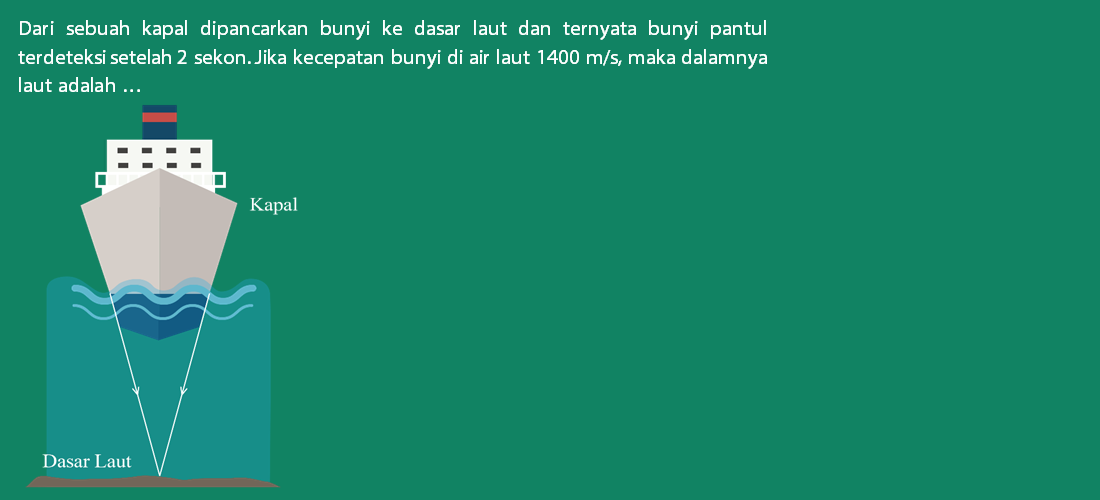 Dari sebuah kapal dipancarkan bunyi ke dasar laut dan ternyata bunyi pantul
terdeteksi setelah 2 sekon. Jika kecepatan bunyi di air laut 1400 m/s, maka dalamnya
laut adalah ...
Kapal
Dasar Laut